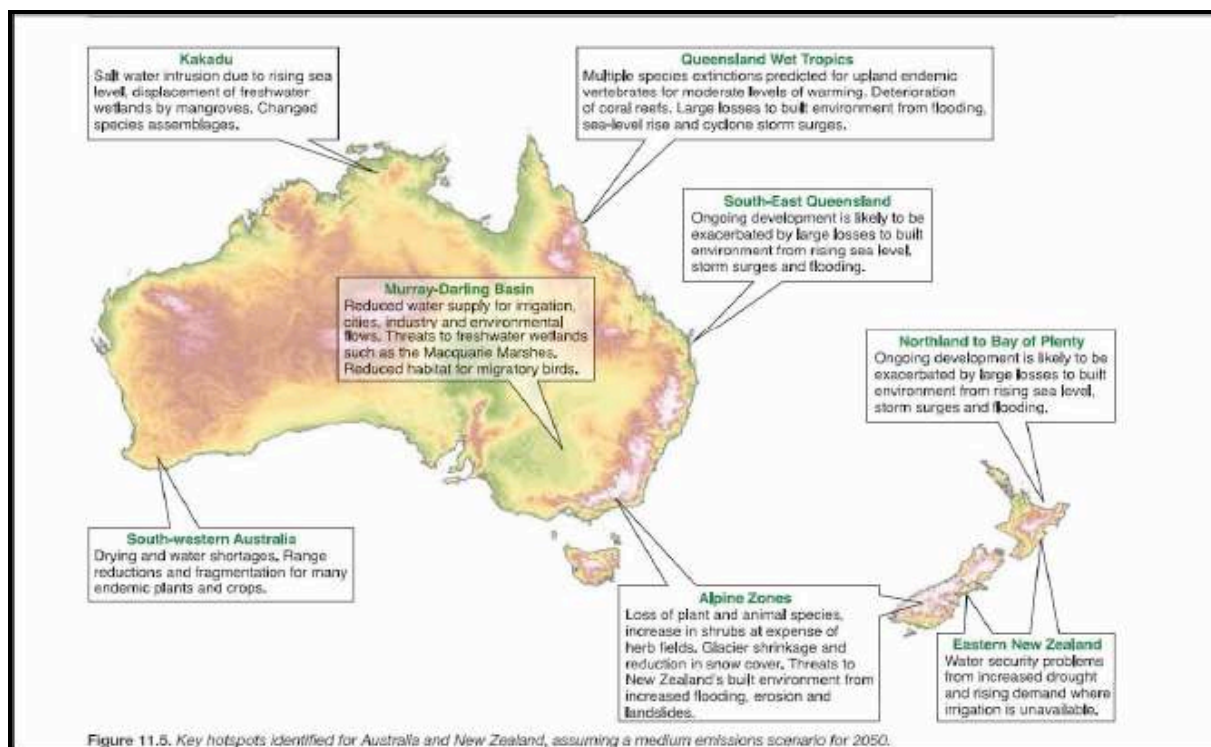 Kakadu
Salt water intrusion due to rising sea
level, displacement of freshwater
wetlands by mangroves. Changed
species assemblages.
Queensland Wet Tropics
Multiple species extinctions predicted for upland endemic
vertebrates for moderate levels of warming. Deterioration
of coral reefs. Large losses to built environment from flooding,
sea-level rise and cyclone storm surges.
South-East Queensland
Ongoing development is likely to be
exacerbated by large losses to built
environment from rising sea level,
storm surges and flooding.
Murray-Darling Basin
Reduced water supply for irrigation,
cities, industry and environmental
flows. Threats to freshwater wetlands
such as the Macquarie Marshes.
Reduced habitat for migratory birds.
Northland to Bay of Plenty
Ongoing development is likely to be
exacerbated by large losses to built
environment from rising sea level,
storm surges and flooding.
South-western Australia
Drying and water shortages. Range
reductions and fragmentation for many
endemic plants and crops.
Alpine Zones
Loss of plant and animal species,
increase in shrubs at expense of
herb fields. Glacier shrinkage and
reduction in snow cover. Threats to
New Zealand's built environment from
increased flooding, erosion and
landslides.
Eastern New Zealand
Water security problems
from increased drought
and rising demand where
irrigation is unavailable.
Figure 11.5. Key hotspots identified for Australia and New Zealand, assuming a medium emissions scenario for 2050.